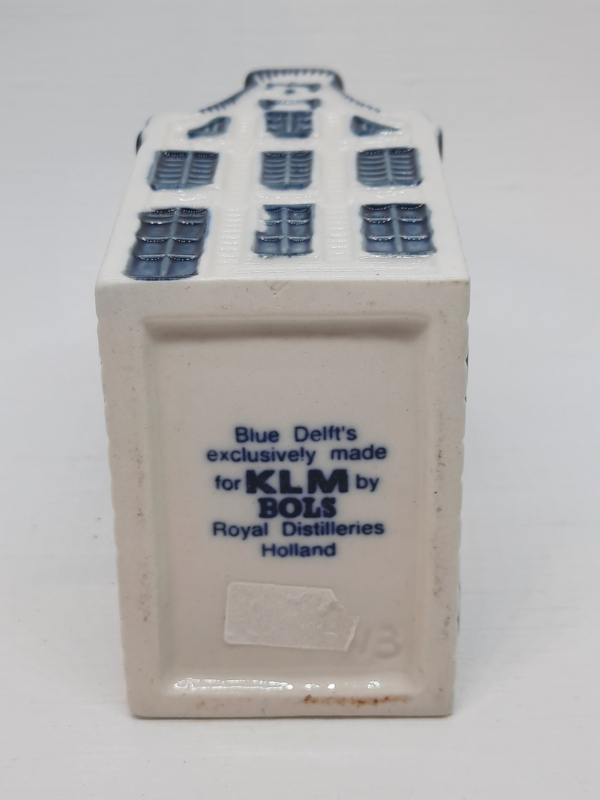 Blue Delft's
exclusively made
for KLM by
BOLS
Royal Distilleries
Holland